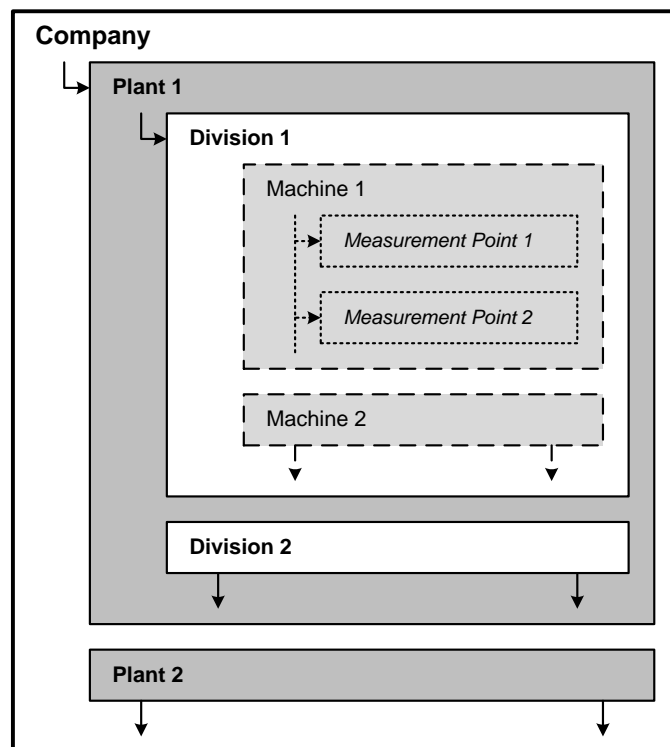 Company
Plant 1
Division 1
Machine 1
Measurement Point 1
Measurement Point 2
Machine 2
Division 2
Plant 2